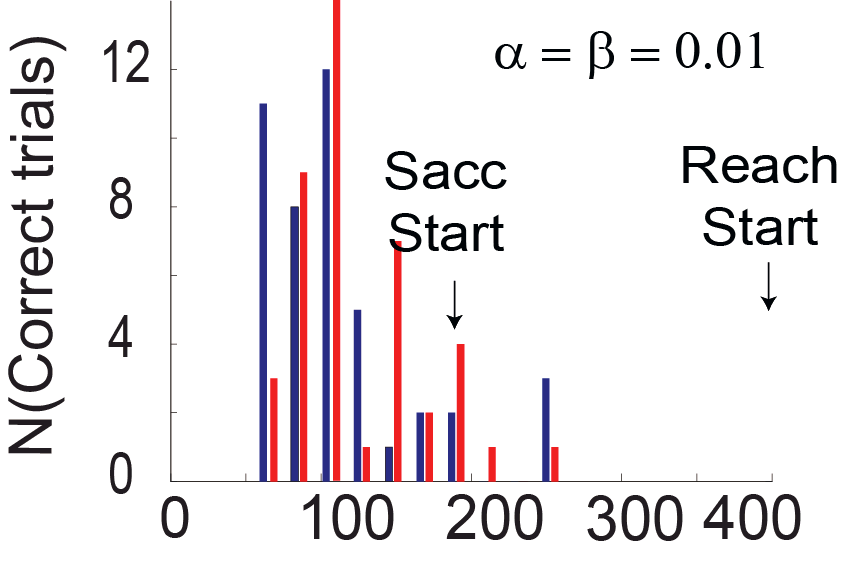 N(Correct trials)
12
8
4
0
α = β = 0.01
Sacc
Start
Reach
Start
0 100 200 300 400